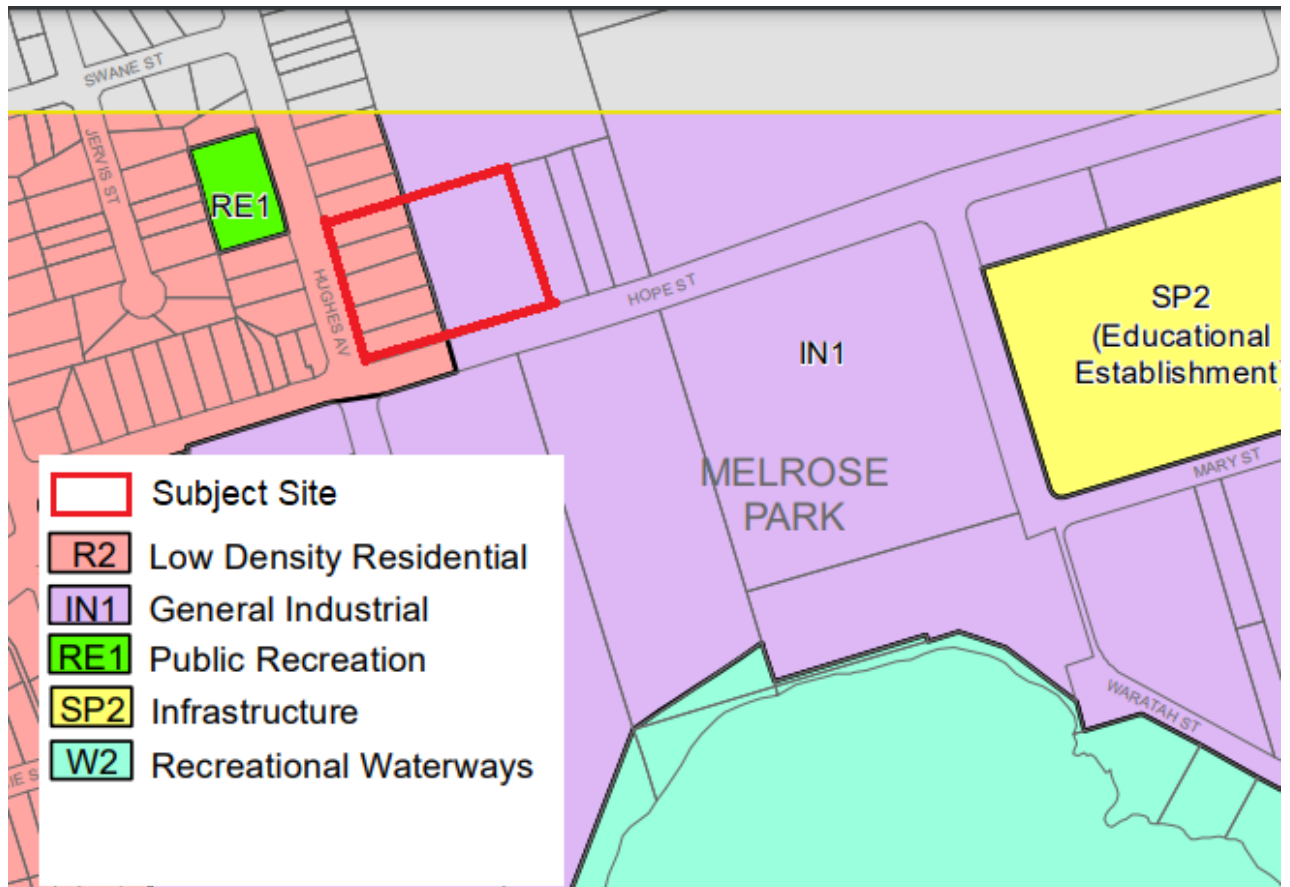 SWANE ST
JERVIS ST
RE1
HUGHES AV
HOPE ST
IN1
SP2
(Educational
Establishment)
MARY ST
MELROSE
PARK
WARATAH ST
Subject Site
R2 Low Density Residential
IN1 General Industrial
RE1 Public Recreation
SP2 Infrastructure
W2 Recreational Waterways
IE S